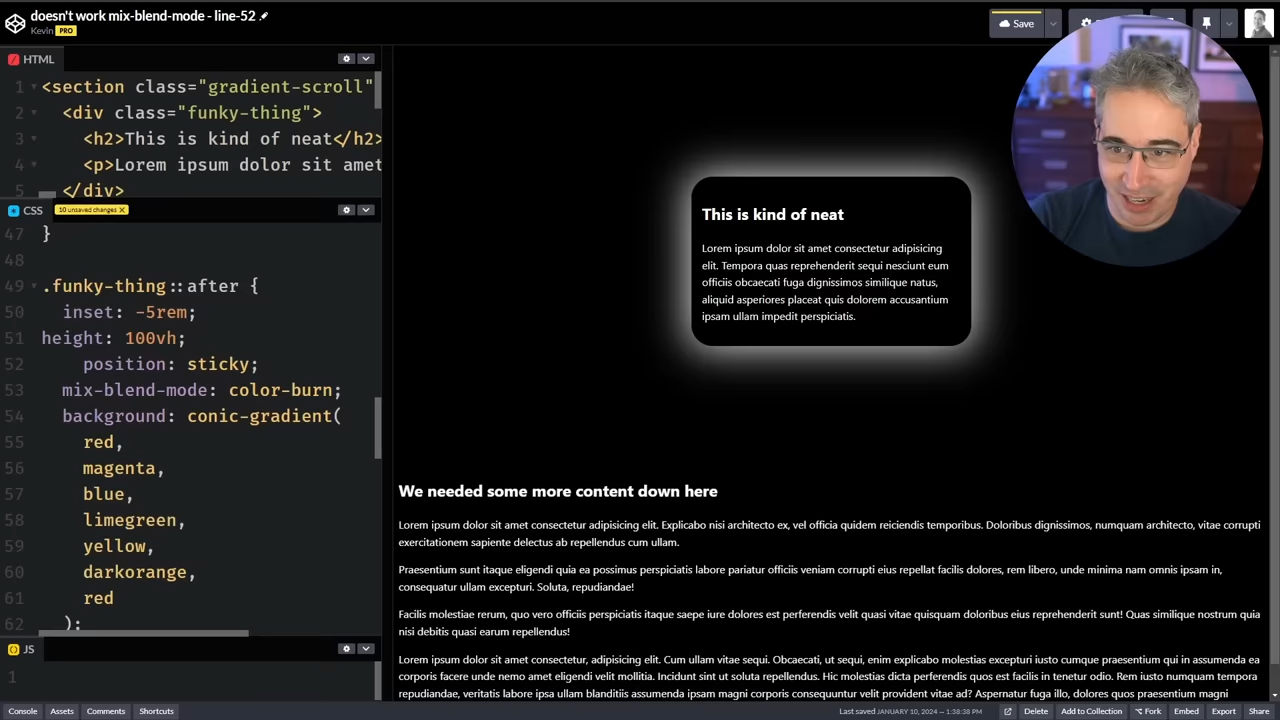 doesn't work mix-blend-mode - line-52
Kevin PRO
Save
HTML
1 <section class="gradient-scroll"
2 <div class="funky-thing">
3 <h2>This is kind of neat</h2>
4 <p>Lorem ipsum dolor sit amet
5 </div>
CSS
10 unsaved changes X
47 }
48
49 .funky-thing::after {
50 inset: -5rem;
51 height: 100vh;
52 position: sticky;
53 mix-blend-mode: color-burn;
54 background: conic-gradient(
55 red,
56 magenta,
57 blue,
58 limegreen,
59 yellow,
60 darkorange,
61 red
62 );
JS
1
This is kind of neat
Lorem ipsum dolor sit amet consectetur adipisicing
elit. Tempora quas reprehenderit sequi nesciunt eum
officiis obcaecati fuga dignissimos similique natus,
aliquid asperiores placeat quis dolorem accusantium
ipsam ullam impedit perspiciatis.
We needed some more content down here
Lorem ipsum dolor sit amet consectetur adipisicing elit. Explicabo nisi architecto ex, vel officia quidem reiciendis temporibus. Doloribus dignissimos, numquam architecto, vitae corrupti
exercitationem sapiente delectus ab repellendus cum ullam.
Praesentium sunt itaque eligendi quia ea possimus perspiciatis labore pariatur officiis veniam corrupti eius repellat facilis dolores, rem libero, unde minima nam omnis ipsam in,
consequatur ullam excepturi. Soluta, repudiandae!
Facilis molestiae rerum, quo vero officiis perspiciatis itaque saepe iure dolores est perferendis velit quasi vitae quisquam doloribus eius reprehenderit sunt! Quas similique nostrum quia
nisi debitis quasi earum repellendus!
Lorem ipsum dolor sit amet consectetur, adipisicing elit. Cum ullam vitae sequi. Obcaecati, ut sequi, enim explicabo molestias excepturi iusto cumque praesentium qui in assumenda ea
corporis facere unde nemo amet eligendi velit mollitia. Incidunt sint ut soluta repellendus. Hic molestias dicta perferendis quos est facilis in tenetur odio. Rem iusto numquam tempora
repudiandae, veritatis labore ipsa ullam blanditiis assumenda ipsam magni corporis consequuntur velit provident vitae ad? Aspernatur fuga illo, dolores quos praesentium magni
Console Assets Comments Shortcuts
Last saved JANUARY 10, 2024 — 1:38:38 PM
Delete Add to Collection Fork Embed Export Share